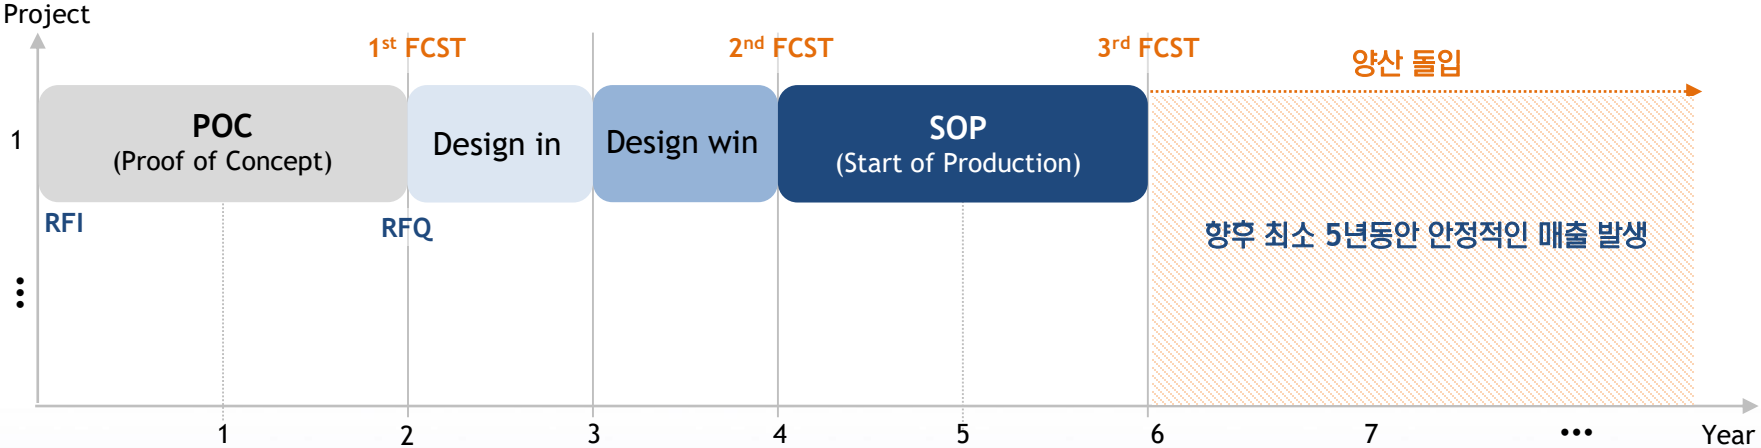 Project
1st FCST
2nd FCST
3rd FCST
양산 돌입
1
POC
(Proof of Concept)
Design in
Design win
SOP
(Start of Production)
RFI
RFQ
향후 최소 5년동안 안정적인 매출 발생
1
2
3
4
5
6
7
•••
Year